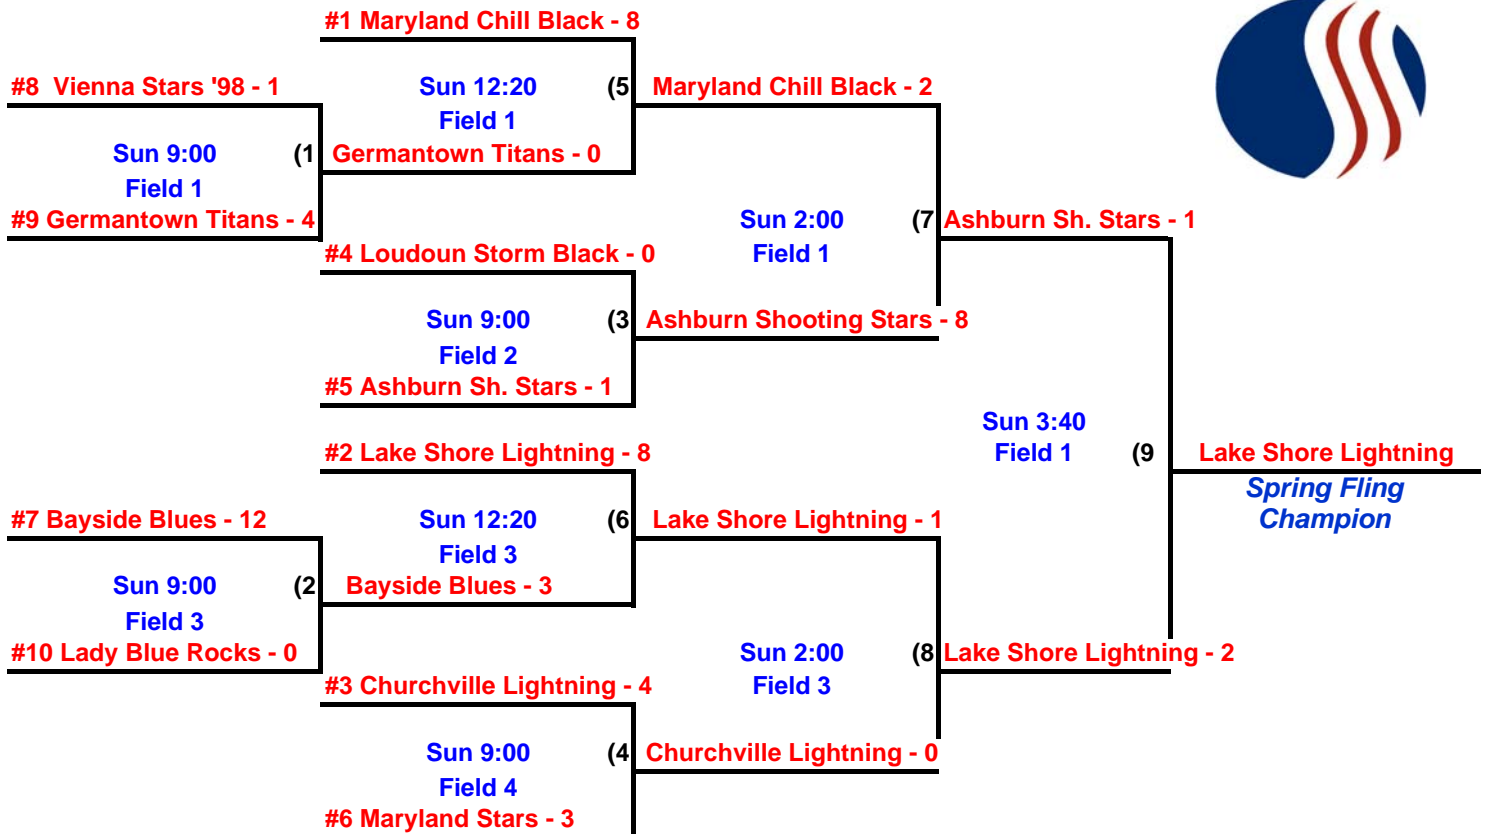 #1 Maryland Chill Black - 8
#8  Vienna Stars '98 - 1
Sun 12:20
(5
Maryland Chill Black - 2
Field 1
Sun 9:00
(1
Germantown Titans - 0
Field 1
#9 Germantown Titans - 4
Sun 2:00
(7
Ashburn Sh. Stars - 1
#4 Loudoun Storm Black - 0
Field 1
Sun 9:00
(3
Ashburn Shooting Stars - 8
Field 2
#5 Ashburn Sh. Stars - 1
Sun 3:40
#2 Lake Shore Lightning - 8
Field 1
(9
Lake Shore Lightning
Spring Fling
Champion
#7 Bayside Blues - 12
Sun 12:20
(6
Lake Shore Lightning - 1
Field 3
Sun 9:00
(2
Bayside Blues - 3
Field 3
#10 Lady Blue Rocks - 0
Sun 2:00
(8
Lake Shore Lightning - 2
#3 Churchville Lightning - 4
Field 3
Sun 9:00
(4
Churchville Lightning - 0
Field 4
#6 Maryland Stars - 3